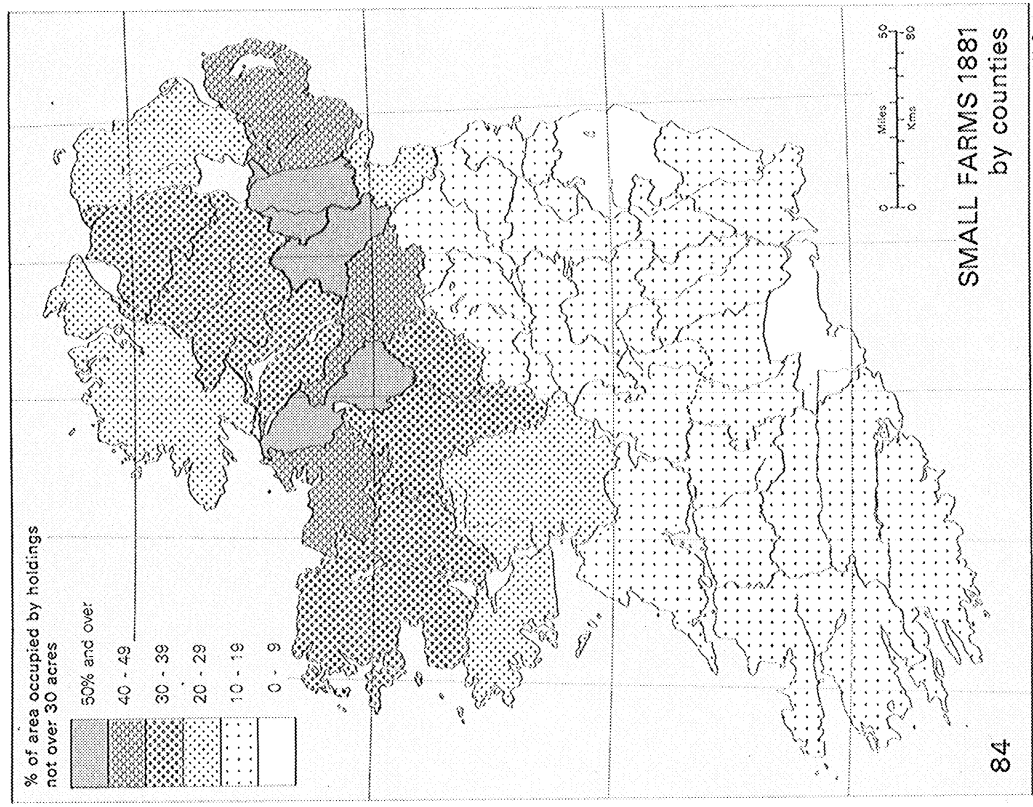 % of area occupied by holdings
not over 30 acres
50% and over
40 - 49
30 - 39
20 - 29
10 - 19
0 - 9
Miles
0 50
0 80
Kms
SMALL FARMS 1881
by counties
84